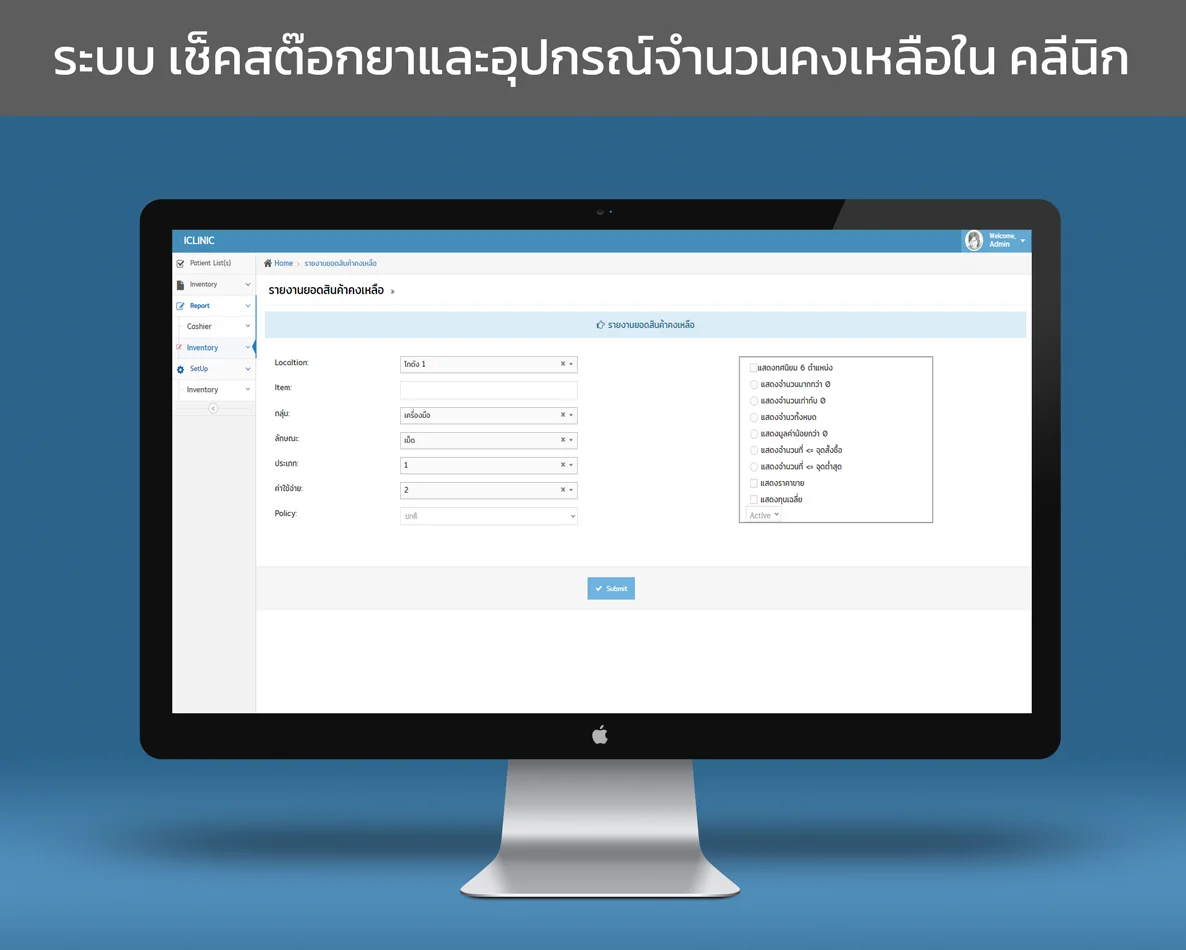 ระบบ เช็คสต๊อกยาและอุปกรณ์จำนวนคงเหลือใน คลีนิก
ICLINIC
Welcome,
Admin
Patient List(s)
Inventory
Report
Cashier
Inventory
SetUp
Inventory
Home > รายงานยอดสินค้าคงเหลือ
รายงานยอดสินค้าคงเหลือ »
รายงานยอดสินค้าคงเหลือ
Locoltion: โกดัง 1
Item:
กลุ่ม: เครื่องมือ
ลักษณะ: เม็ด
ประเภท: 1
ค่าใช้จ่าย: 2
Policy: ปกติ
แสดงทศนิยม 6 ตำแหน่ง
แสดงจำนวนมากกว่า 0
แสดงจำนวนเท่ากับ 0
แสดงจำนวทั้งหมด
แสดงมูลค่าน้อยกว่า 0
แสดงจำนวนที่ <= จุดสั่งซื้อ
แสดงจำนวนที่ <= จุดต่ำสุด
แสดงราคาขาย
แสดงทุนเฉลี่ย
Active
Submit